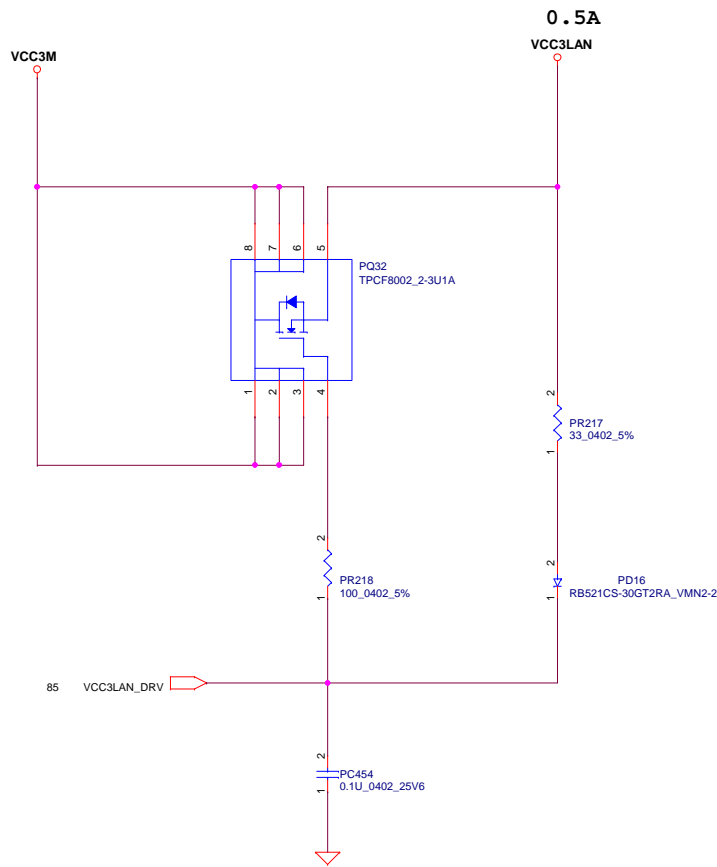 0.5A
VCC3M
VCC3LAN
8
7
6
5
PQ32
TPCF8002_2-3U1A
1
2
3
4
2
PR217
33_0402_5%
1
2
PR218
100_0402_5%
1
2
PD16
RB521CS-30GT2RA_VMN2-2
1
85 VCC3LAN_DRV
2
PC454
0.1U_0402_25V6
1